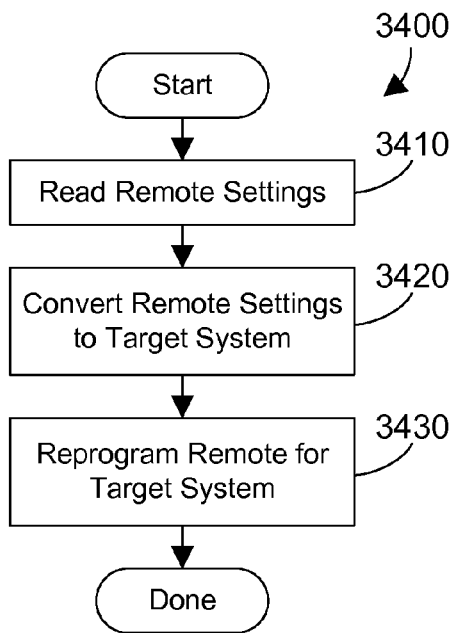 3400
Start
3410
Read Remote Settings
3420
Convert Remote Settings
to Target System
3430
Reprogram Remote for
Target System
Done